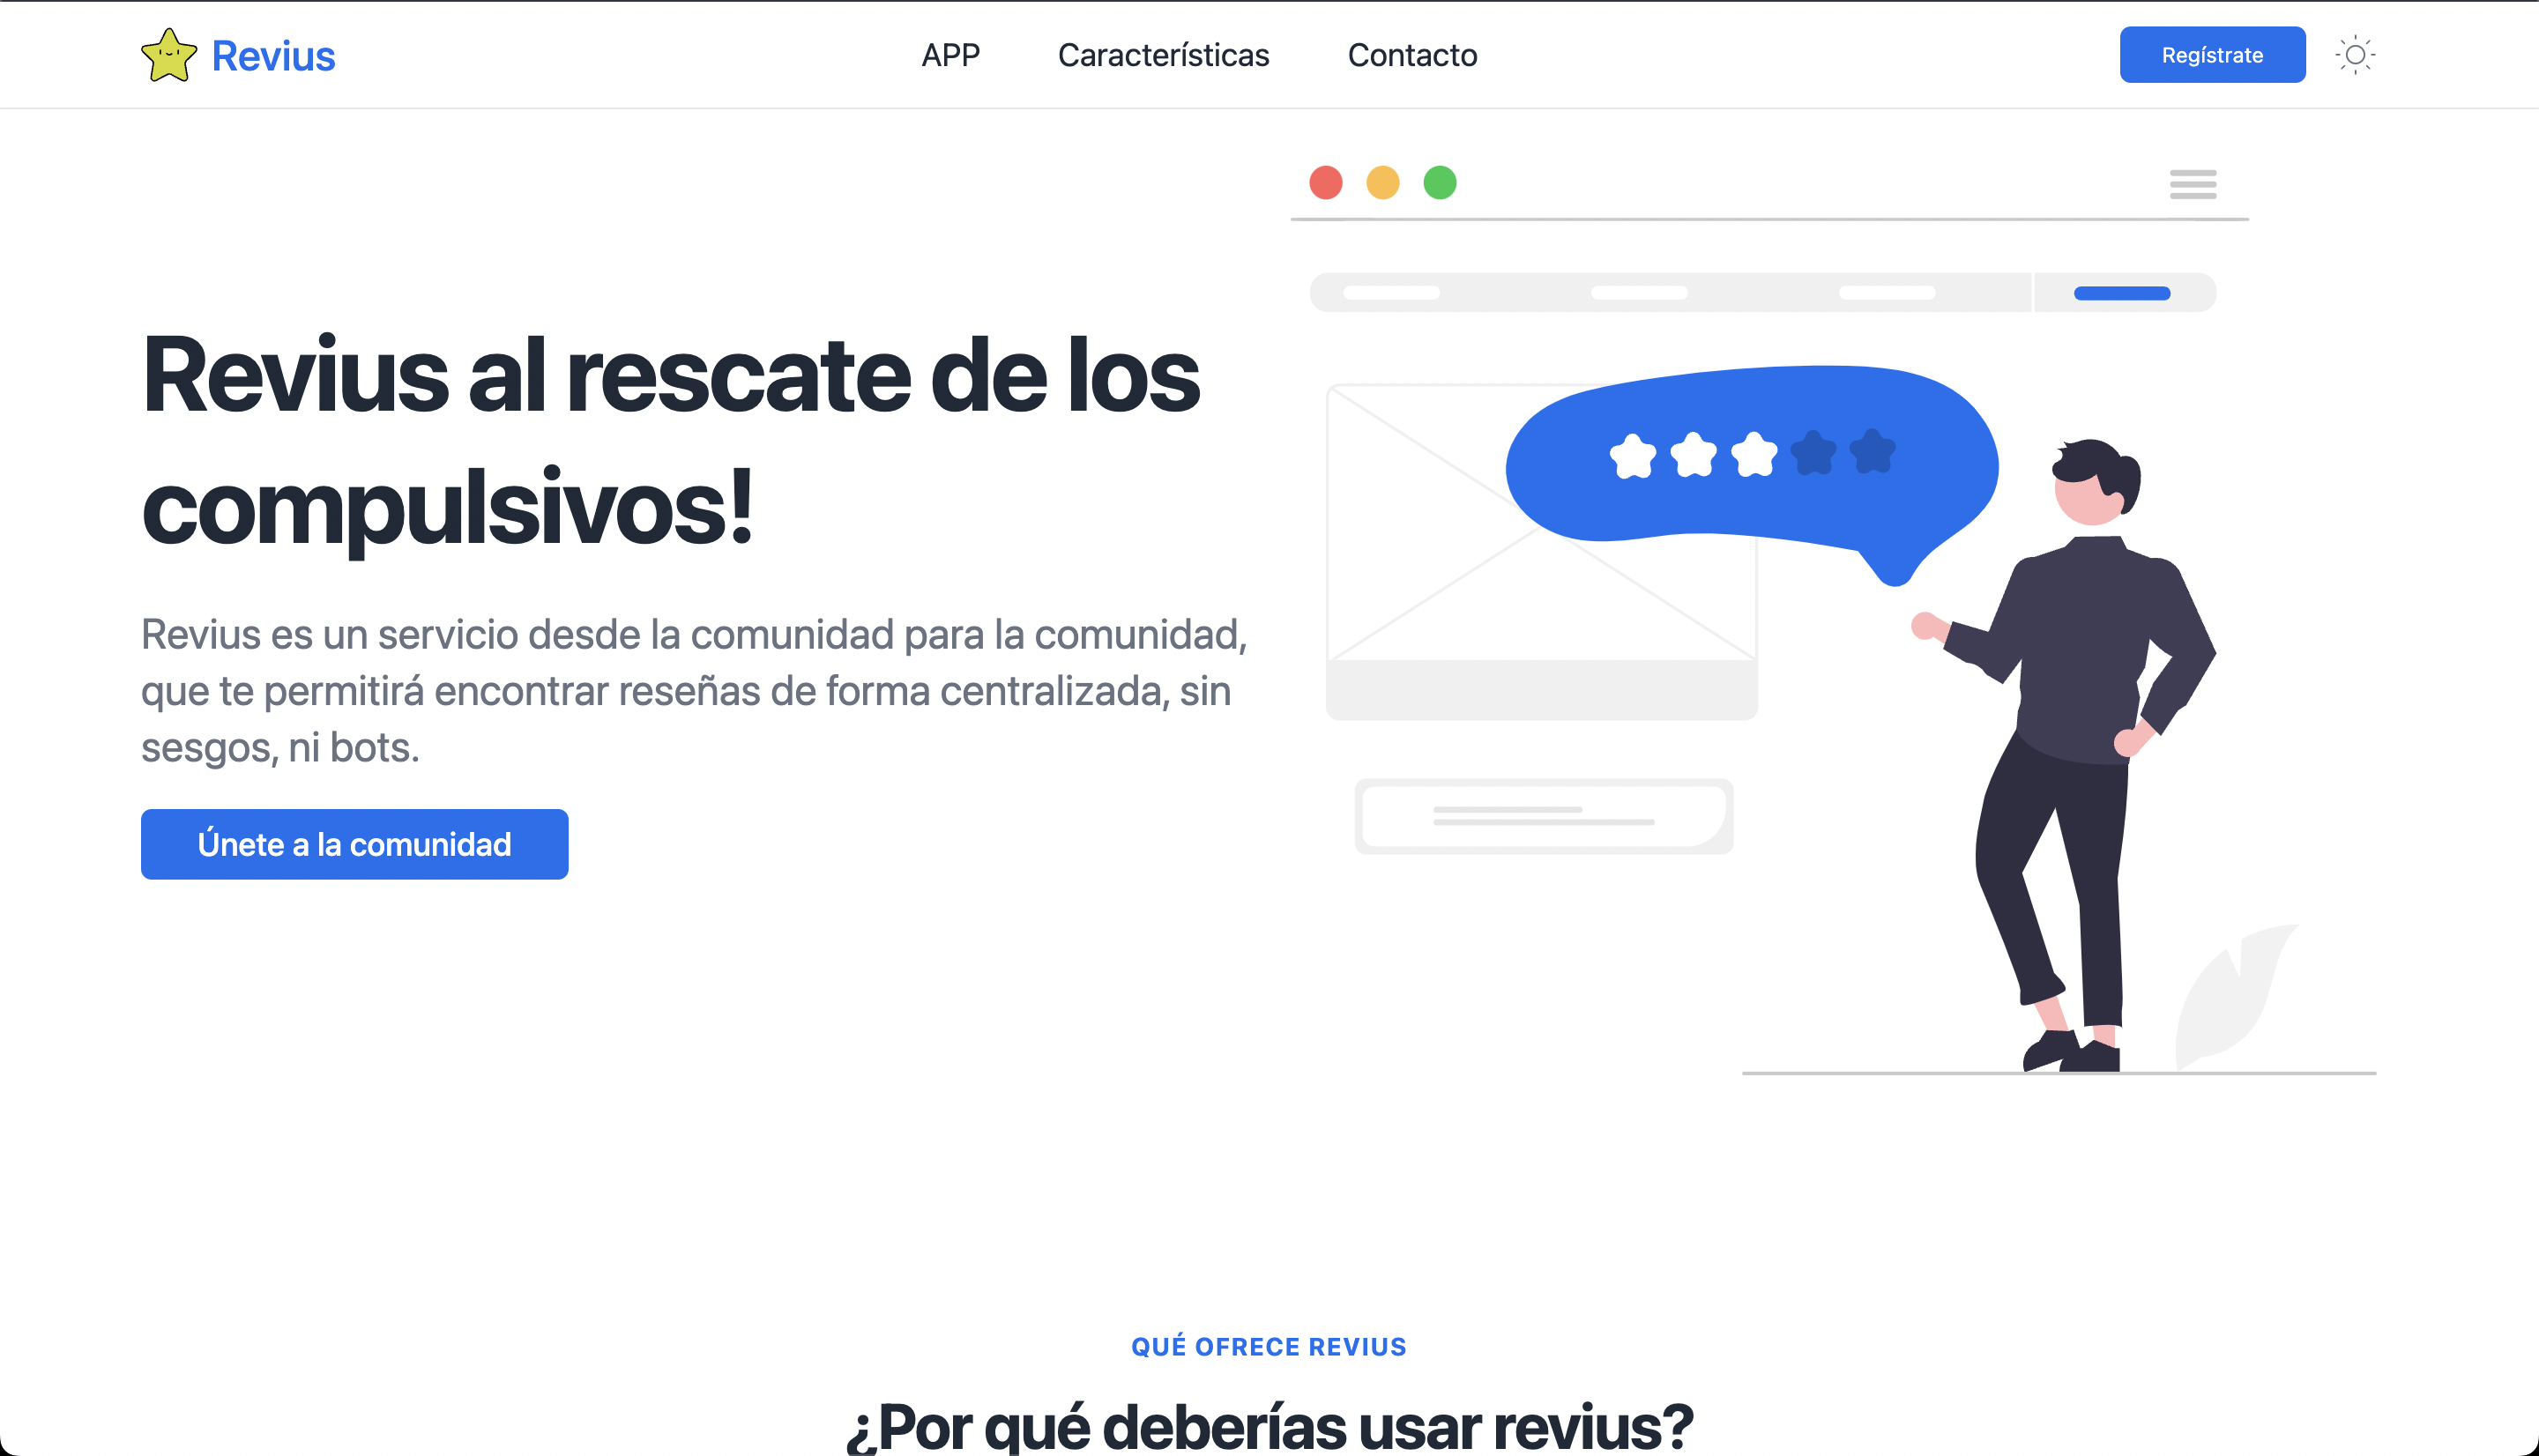 Revius
APP
Características
Contacto
Regístrate
Revius al rescate de los
compulsivos!
Revius es un servicio desde la comunidad para la comunidad,
que te permitirá encontrar reseñas de forma centralizada, sin
sesgos, ni bots.
Únete a la comunidad
QUÉ OFRECE REVIUS
¿Por qué deberías usar revius?